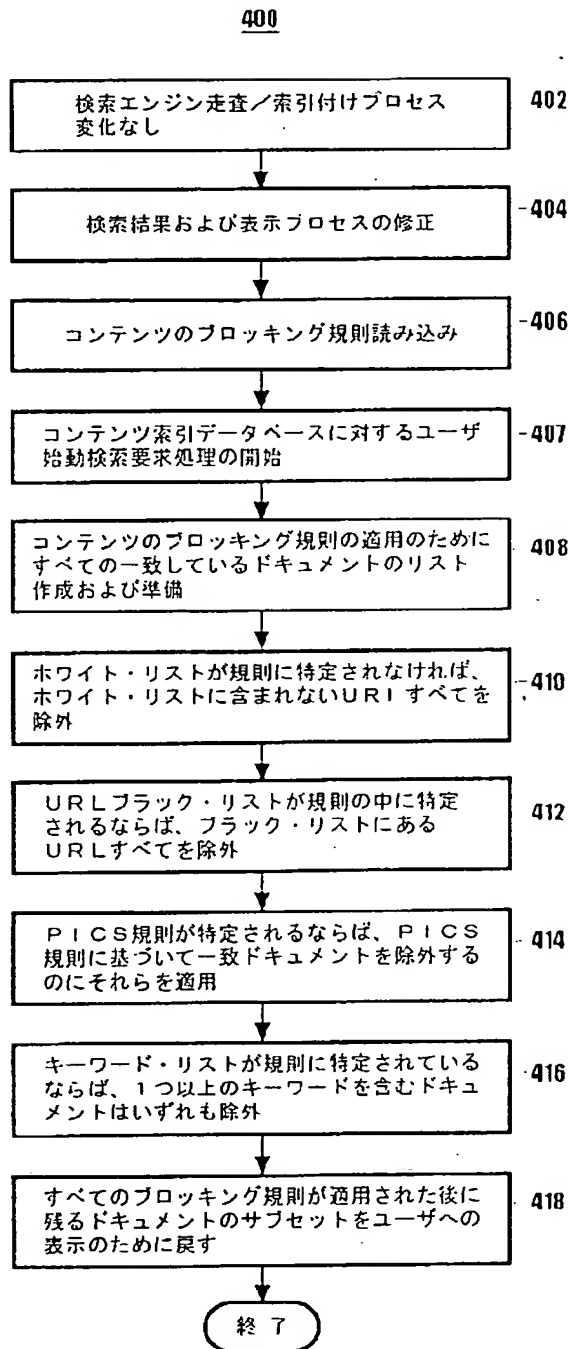 400
検索エンジン走査／索引付けプロセス
変化なし
402
検索結果および表示プロセスの修正
404
コンテンツのブロッキング規則読み込み
406
コンテンツ索引データベースに対するユーザ
始動検索要求処理の開始
407
コンテンツのブロッキング規則の適用のために
すべての一致しているドキュメントのリスト
作成および準備
408
ホワイト・リストが規則に特定されなければ、
ホワイト・リストに含まれないURIすべてを
除外
410
URLブラック・リストが規則の中に特定
されるならば、ブラック・リストにある
URLすべてを除外
412
PICS規則が特定されるならば、PICS
規則に基づいて一致ドキュメントを除外する
のにそれらを適用
414
キーワード・リストが規則に特定されている
ならば、1つ以上のキーワードを含むドキュ
メントはいずれも除外
416
すべてのブロッキング規則が適用された後に
残るドキュメントのサブセットをユーザへの
表示のために戻す
418
終了